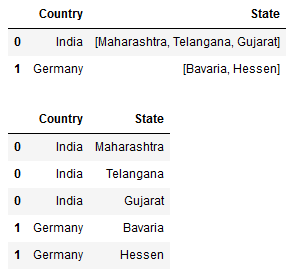 Country State
0 India [Maharashtra, Telangana, Gujarat]
1 Germany [Bavaria, Hessen]
Country State
0 India Maharashtra
0 India Telangana
0 India Gujarat
1 Germany Bavaria
1 Germany Hessen